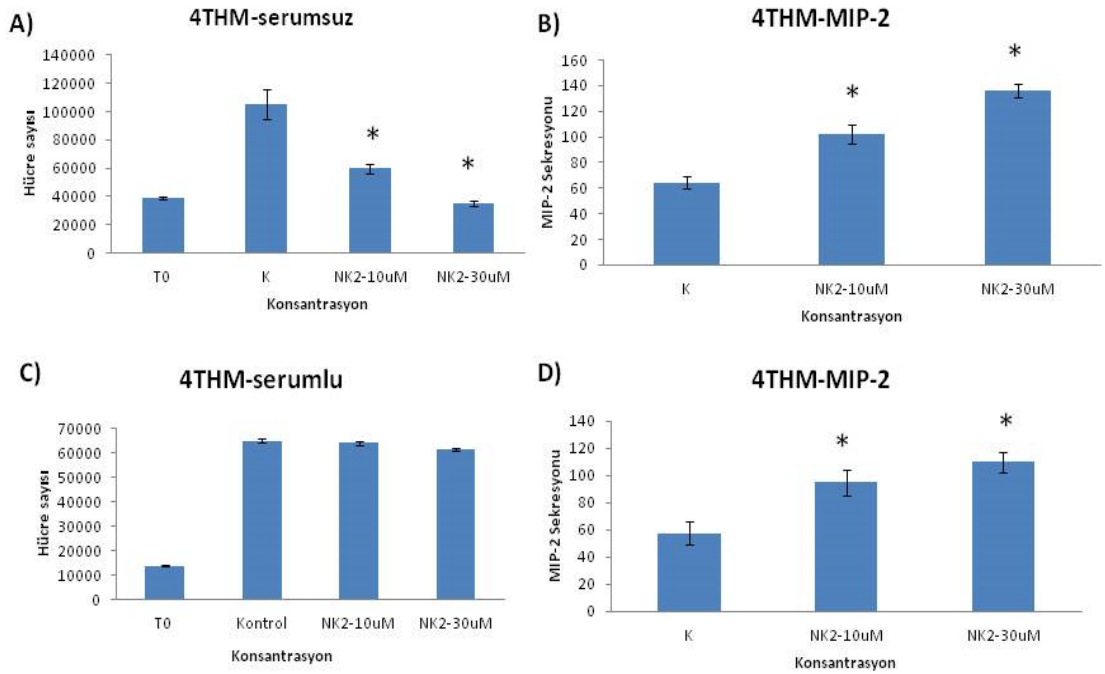 A)
4THM-serumsuz
Hücre sayısı
140000
120000
100000
80000
60000
40000
20000
0
*
*
T0 K NK2-10uM NK2-30uM
Konsantrasyon
B)
4THM-MIP-2
MIP-2 Sekresyonu
160
140
120
100
80
60
40
20
0
*
*
K NK2-10uM NK2-30uM
Konsantrasyon
C)
4THM-serumlu
Hücre sayısı
70000
60000
50000
40000
30000
20000
10000
0
T0 Kontrol NK2-10uM NK2-30uM
Konsantrasyon
D)
4THM-MIP-2
MIP-2 Sekresyonu
140
120
100
80
60
40
20
0
*
*
K NK2-10uM NK2-30uM
Konsantrasyon